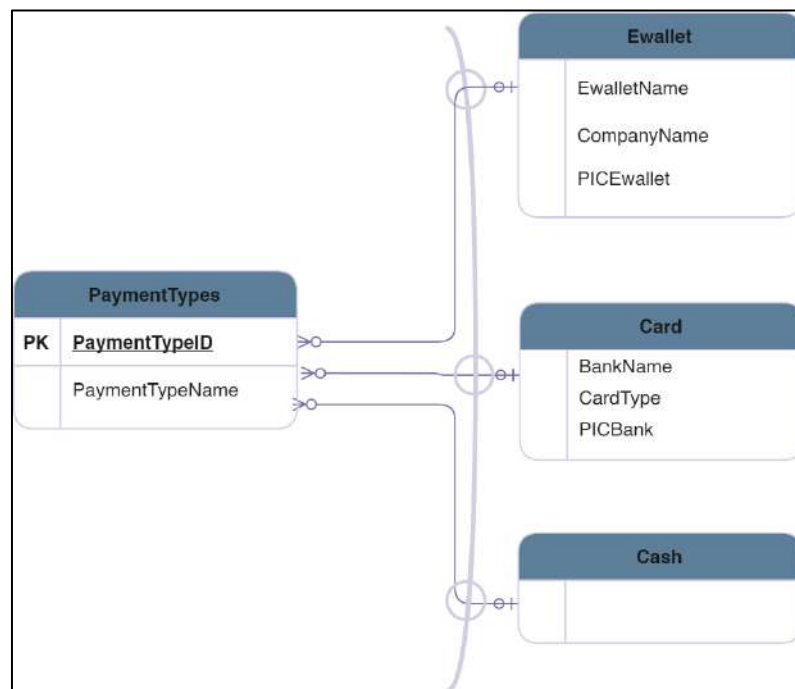 Ewallet
EwalletName
CompanyName
PICEwallet
PaymentTypes
PK PaymentTypeID
PaymentTypeName
Card
BankName
CardType
PICBank
Cash